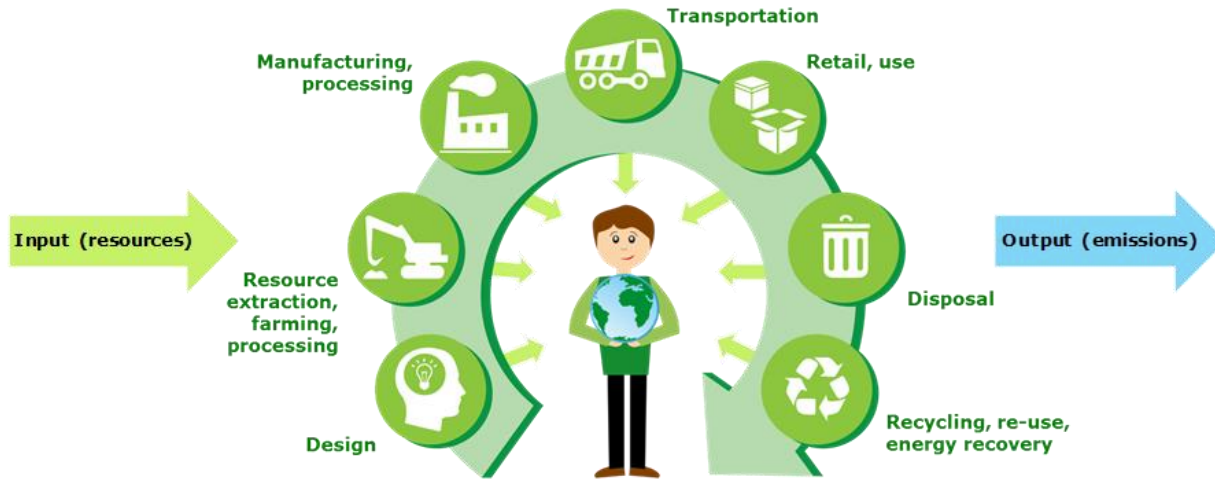 Transportation
Manufacturing,
processing
Retail, use
Input (resources)
Output (emissions)
Resource
extraction,
farming,
processing
Disposal
Design
Recycling, re-use,
energy recovery